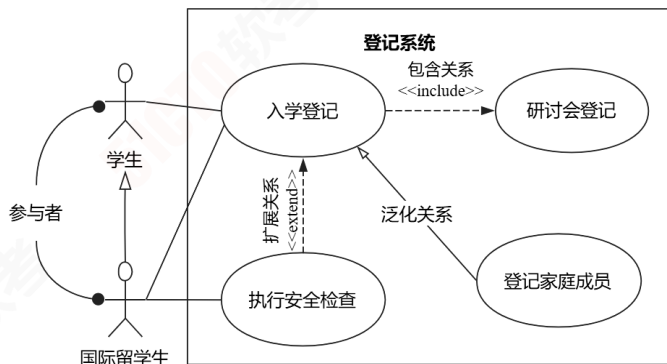 登记系统
包含关系
<<include>>
入学登记
研讨会登记
学生
扩展关系
<<extend>>
泛化关系
参与者
执行安全检查
登记家庭成员
国际留学生